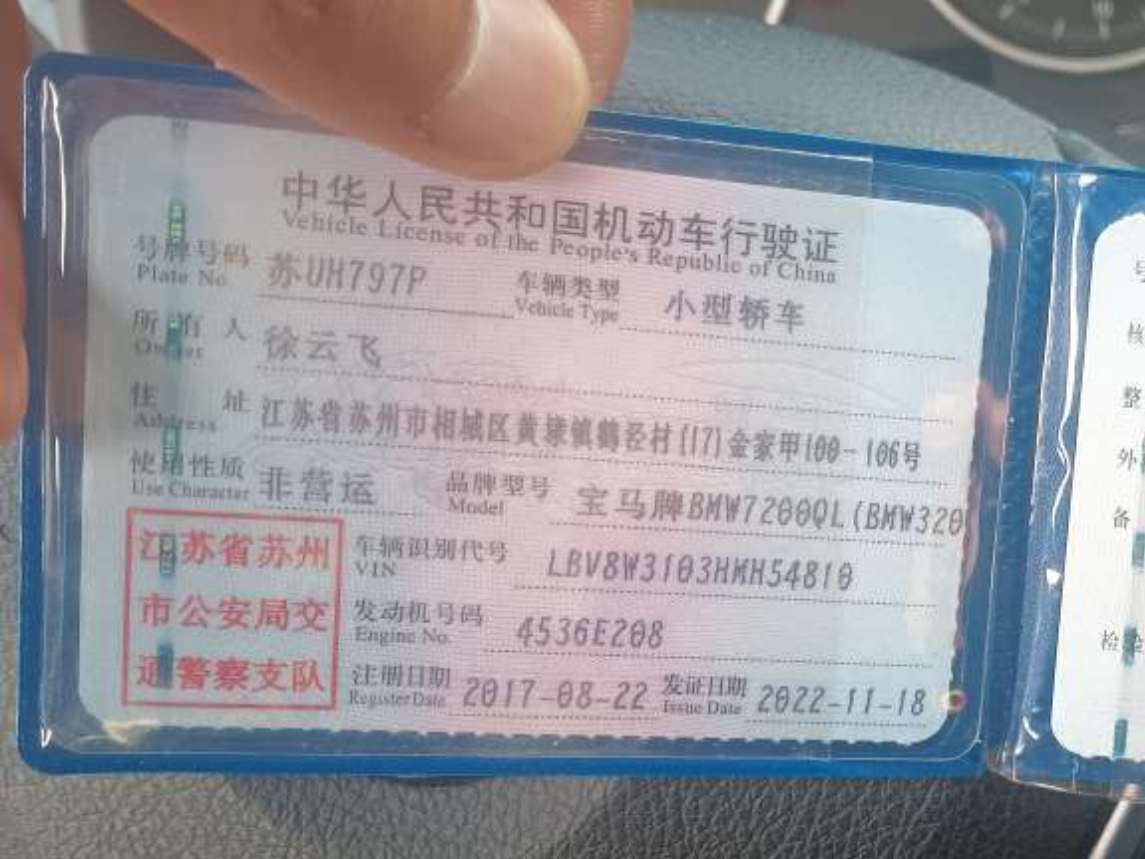 中华人民共和国机动车行驶证
Vehicle License of the People's Republic of China
号牌号码 苏UH797P 车辆类型 小型轿车
Plate No. Vehicle Type
所有人 徐云飞
Owner
住址 江苏省苏州市相城区黄埭镇鹤泾村(17)金家甲100-106号
Address
使用性质 非营运 品牌型号 宝马牌BMW7200QL(BMW320
Use Character Model
江苏省苏州
市公安局交
通警察支队
车辆识别代号 LBV8W3103HMH54810
VIN
发动机号码 4536E208
Engine No.
注册日期 2017-08-22 发证日期 2022-11-18
Register Date Issue Date
号
核
整
外
备
检